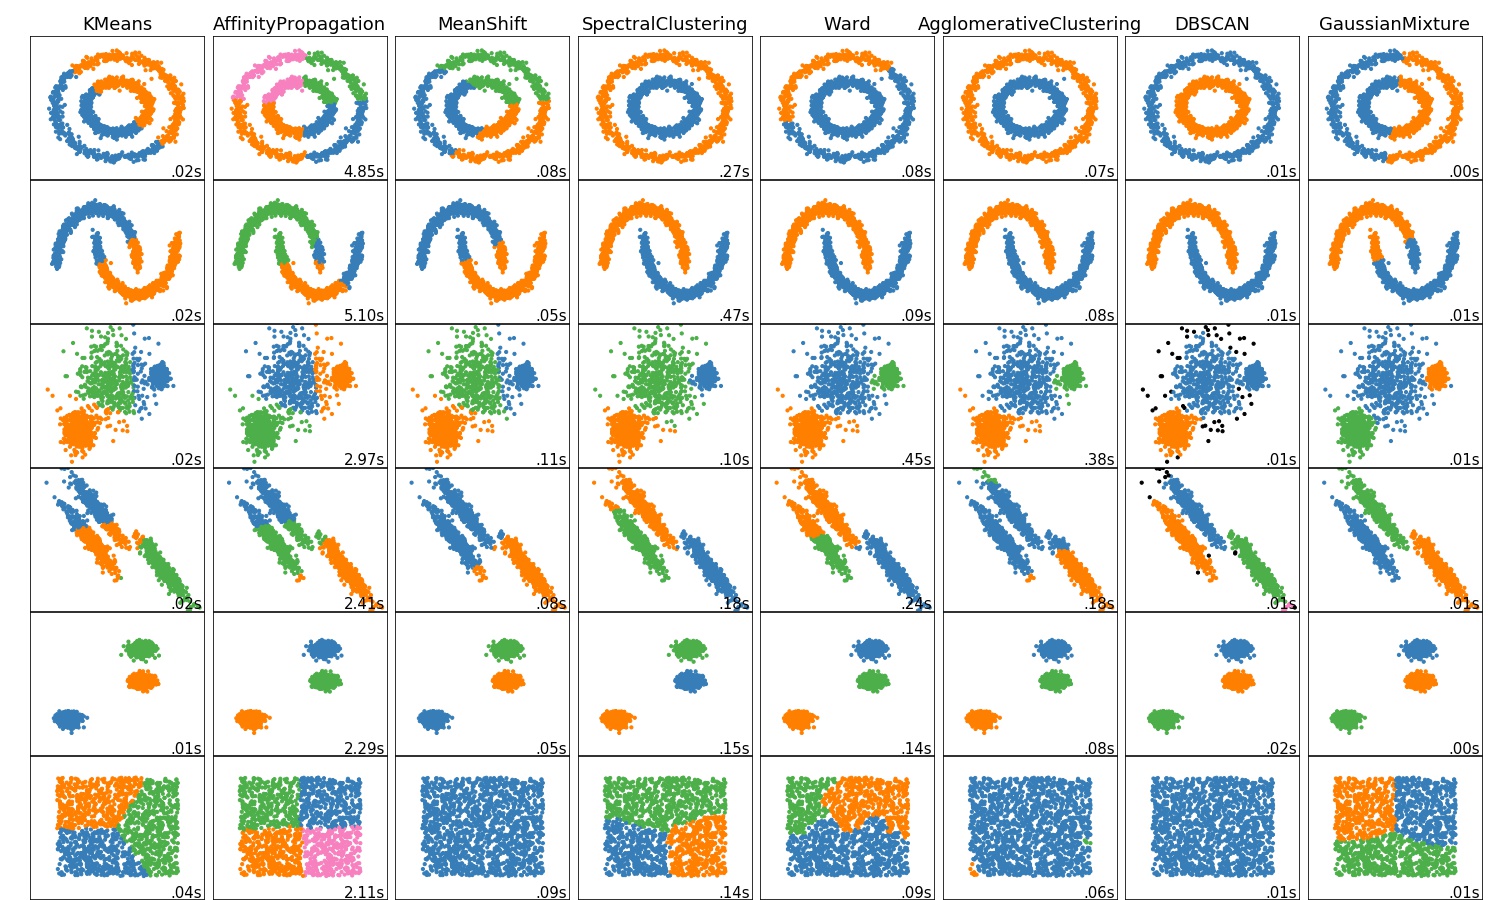 KMeans AffinityPropagation MeanShift SpectralClustering Ward AgglomerativeClustering DBSCAN GaussianMixture
.02s 4.85s .08s .27s .08s .07s .01s .00s
.02s 5.10s .05s .47s .09s .08s .01s .01s
.02s 2.97s .11s .10s .45s .38s .01s .01s
.02s 2.41s .08s .18s .24s .18s .01s .01s
.01s 2.29s .05s .15s .14s .08s .02s .00s
.04s 2.11s .09s .14s .09s .06s .01s .01s